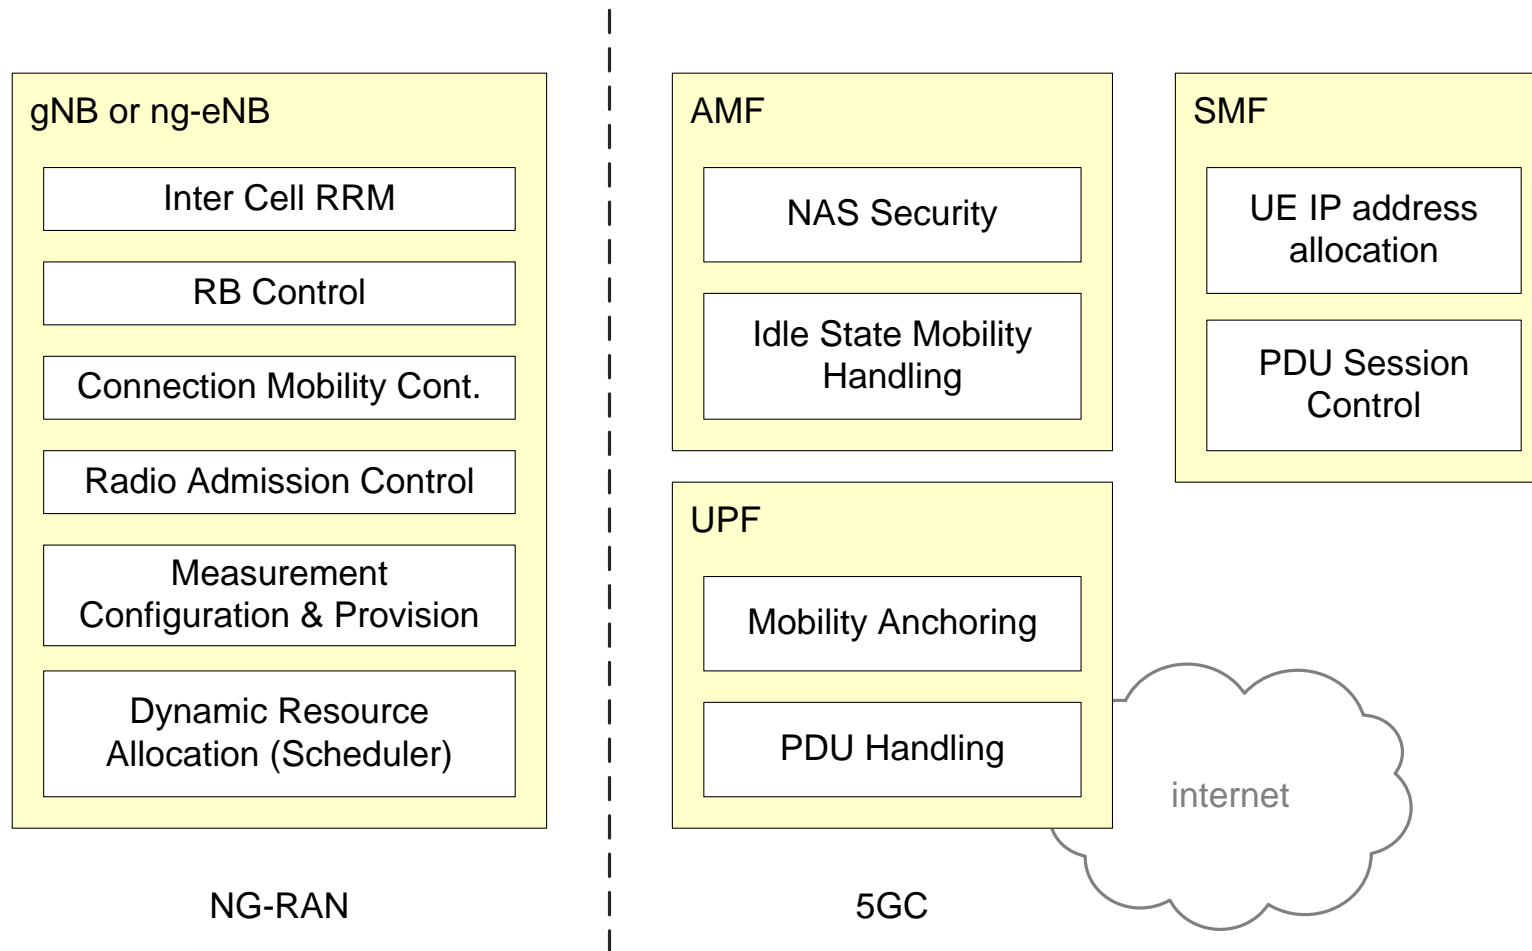 gNB or ng-eNB
Inter Cell RRM
RB Control
Connection Mobility Cont.
Radio Admission Control
Measurement
Configuration & Provision
Dynamic Resource
Allocation (Scheduler)
NG-RAN
AMF
NAS Security
Idle State Mobility
Handling
SMF
UE IP address
allocation
PDU Session
Control
UPF
Mobility Anchoring
PDU Handling
internet
5GC